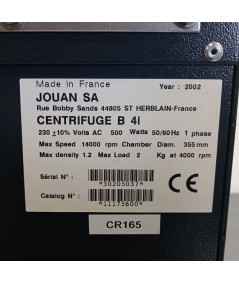 Made in France Year : 2002
JOUAN SA
Rue Bobby Sands 44805 ST HERBLAIN-France
CENTRIFUGE B 4i
230 ±10% Volts AC 500 Watts 50/60Hz 1 phase
Max Speed 14000 rpm Chamber Diam. 355 mm
Max density 1.2 Max Load 2 Kg at 4000 rpm
Sérial N° :
*30205037*
Catalog N° :
*11175600*
CE
CR165